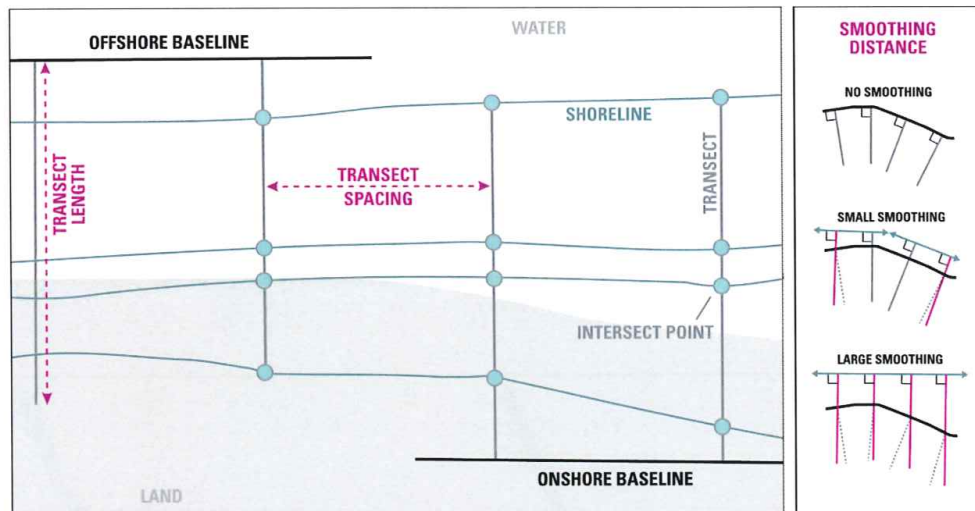 OFFSHORE BASELINE
WATER
SHORELINE
TRANSECT
LENGTH
TRANSECT
SPACING
TRANSECT
INTERSECT POINT
ONSHORE BASELINE
LAND
SMOOTHING
DISTANCE
NO SMOOTHING
SMALL SMOOTHING
LARGE SMOOTHING